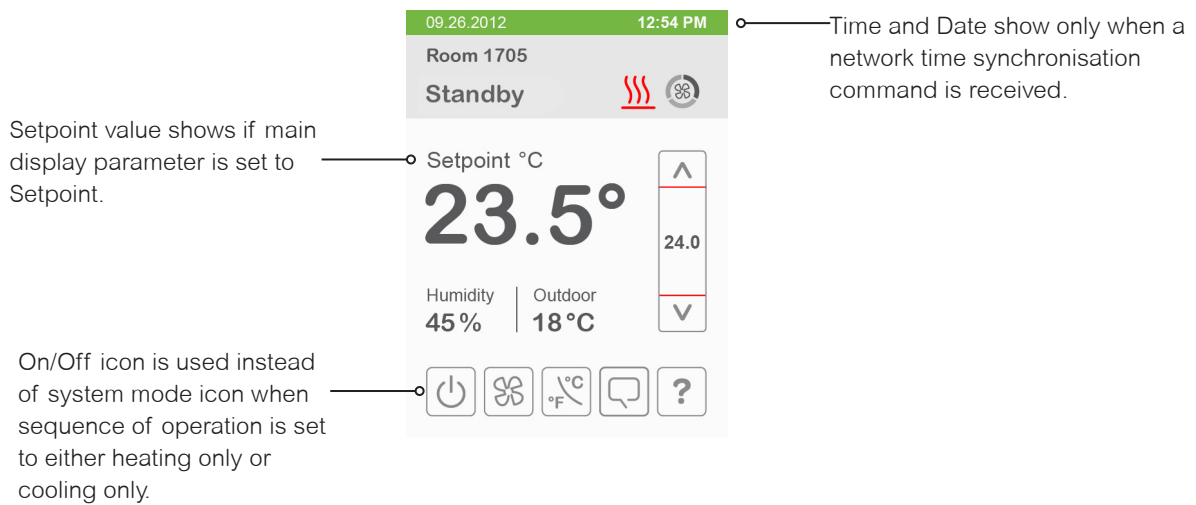 09.26.2012 12:54 PM
Room 1705
Standby
Time and Date show only when a
network time synchronisation
command is received.
Setpoint value shows if main
display parameter is set to
Setpoint.
Setpoint °C
23.5°
24.0
Humidity Outdoor
45% 18°C
On/Off icon is used instead
of system mode icon when
sequence of operation is set
to either heating only or
cooling only.
°C
°F
?